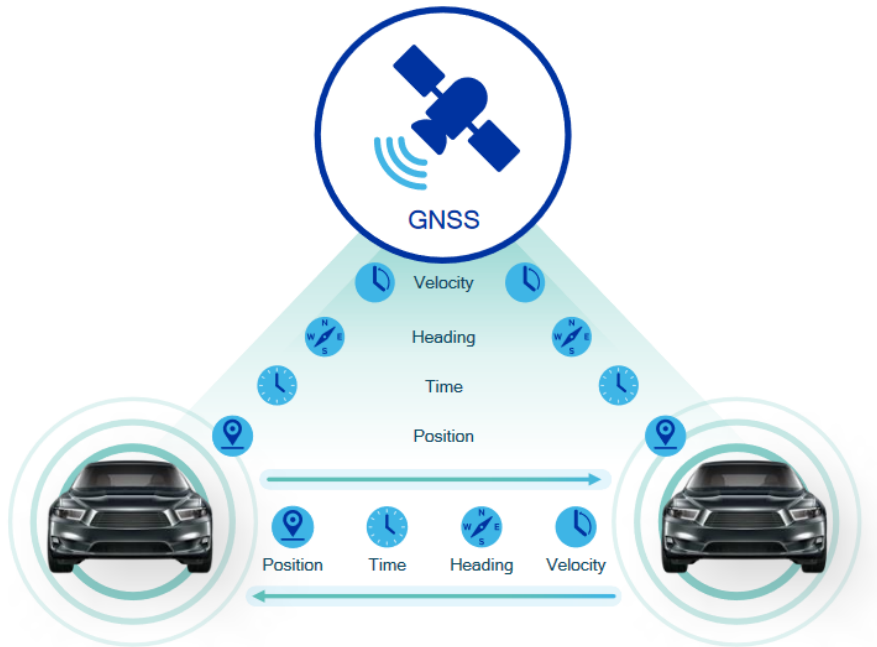 GNSS
Velocity
N
W E
S
N
W E
S
Heading
Time
Position
N
W E
S
Position Time Heading Velocity